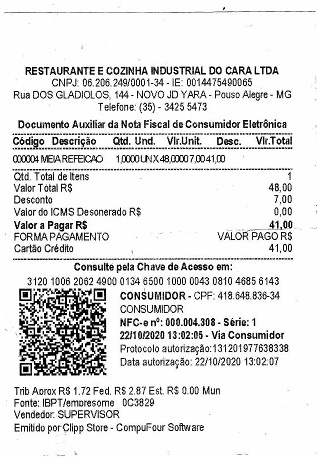 RESTAURANTE E COZINHA INDUSTRIAL DO CARA LTDA
CNPJ: 06.206.249/0001-34 - IE: 0014475490065
Rua DOS GLADIOLOS, 144 - NOVO JD YARA - Pouso Alegre - MG
Telefone: (35) - 3425 5473
Documento Auxiliar da Nota Fiscal de Consumidor Eletrônica
Código Descrição Qtd. Und. Vlr.Unit. Desc. Vlr.Total
000004 MEIA REFEICAO 1,0000 UN X 48,0000 7,00 41,00
Qtd. Total de Itens 1
Valor Total R$ 48,00
Desconto 7,00
Valor do ICMS Desonerado R$ 0,00
Valor a Pagar R$ 41,00
FORMA PAGAMENTO VALOR PAGO R$
Cartão Crédito 41,00
Consulte pela Chave de Acesso em:
3120 1006 2062 4900 0134 6500 1000 0043 0810 4685 6143
CONSUMIDOR - CPF: 418.648.836-34
CONSUMIDOR
NFC-e nº: 000.004.308 - Série: 1
22/10/2020 13:02:05 - Via Consumidor
Protocolo autorização: 131201977638338
Data autorização: 22/10/2020 13:02:07
Trib Aprox R$ 1.72 Fed, R$ 2.87 Est, R$ 0.00 Mun
Fonte: IBPT/empresome 0C3829
Vendedor: SUPERVISOR
Emitido por Clipp Store - CompuFour Software